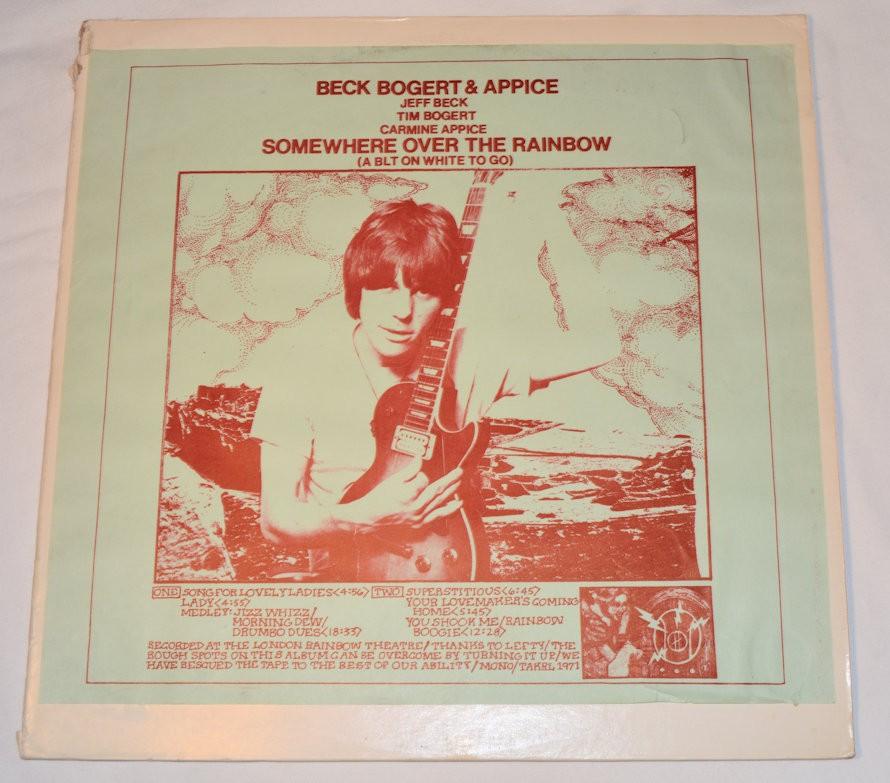 BECK BOGERT & APPICE
JEFF BECK
TIM BOGERT
CARMINE APPICE
SOMEWHERE OVER THE RAINBOW
(A BLT ON WHITE TO GO)
ONE SONG FOR LOVELY LADIES<4:56>
LADY<4:55>
MEDLEY: JIZZ WHIZZ/
MORNING DEW/
DRUMBO DUES<18:33>
TWO SUPERSTITIOUS<6:45>
YOUR LOVEMAKER'S COMING
HOME<5:45>
YOU SHOOK ME/RAINBOW
BOOGIE<12:28>
RECORDED AT THE LONDON RAINBOW THEATRE/THANKS TO LEFTY/THE
ROUGH SPOTS ON THIS ALBUM CAN BE OVERCOME BY TURNING IT UP/WE
HAVE RESCUED THE TAPE TO THE BEST OF OUR ABILITY/MONO/TAKRL 1971